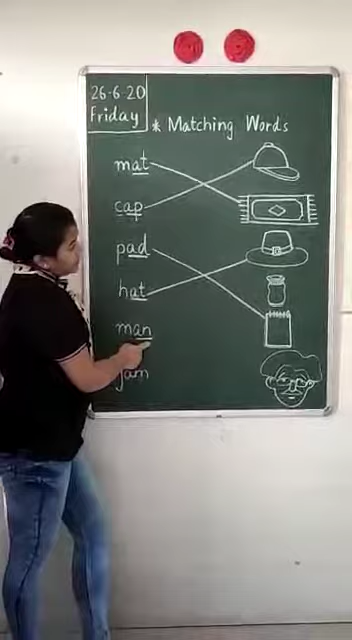 26-6-20
Friday
* Matching Words
mat
cap
pad
hat
man
jam